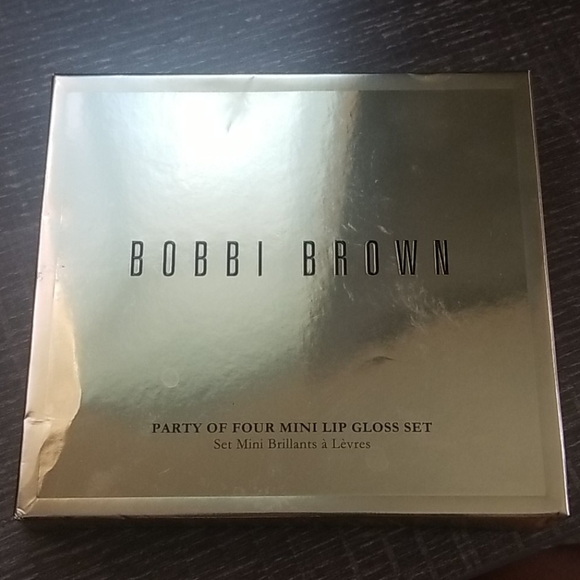 BOBBI BROWN
PARTY OF FOUR MINI LIP GLOSS SET
Set Mini Brillants à Lèvres